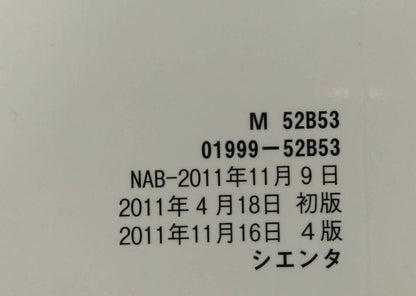 M 52B53
01999－52B53
NAB-2011年11月9日
2011年4月18日 初版
2011年11月16日 4版
シエンタ